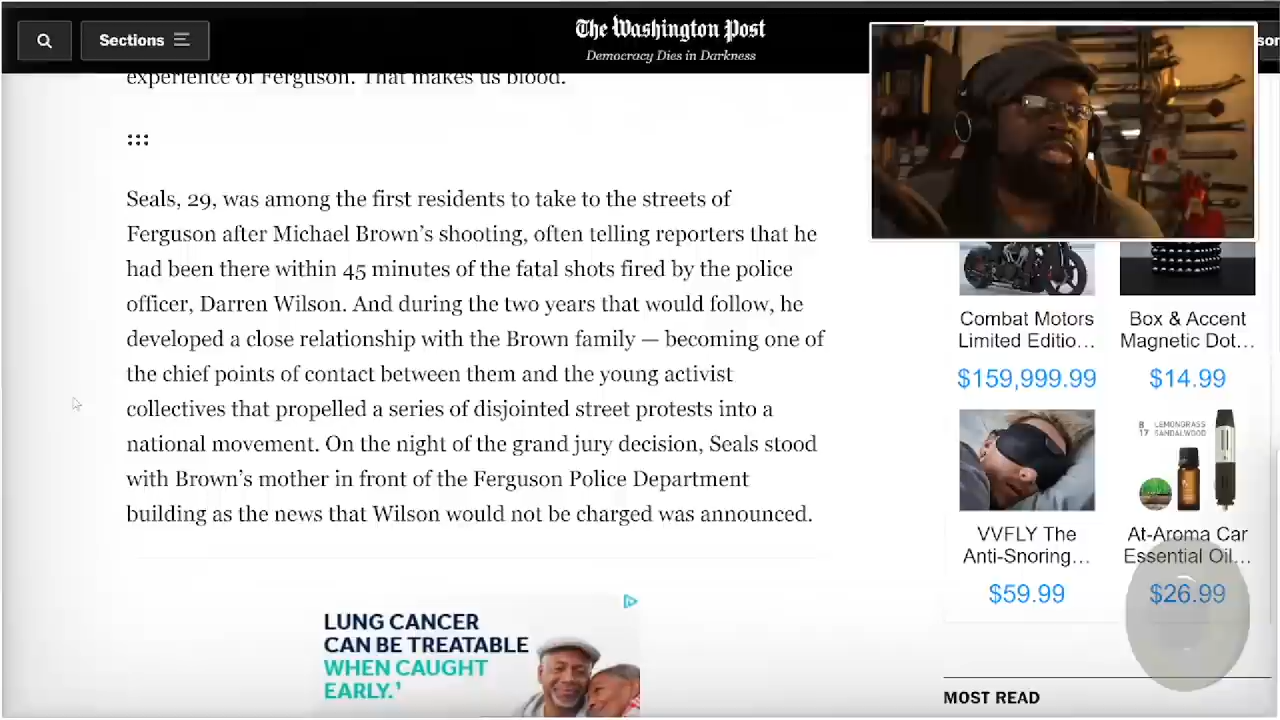 Sections
The Washington Post
Democracy Dies in Darkness
sor
experience of Ferguson. That makes us blood.
Seals, 29, was among the first residents to take to the streets of
Ferguson after Michael Brown’s shooting, often telling reporters that he
had been there within 45 minutes of the fatal shots fired by the police
officer, Darren Wilson. And during the two years that would follow, he
developed a close relationship with the Brown family — becoming one of
the chief points of contact between them and the young activist
collectives that propelled a series of disjointed street protests into a
national movement. On the night of the grand jury decision, Seals stood
with Brown’s mother in front of the Ferguson Police Department
building as the news that Wilson would not be charged was announced.
LUNG CANCER
CAN BE TREATABLE
WHEN CAUGHT
EARLY.¹
Combat Motors
Limited Editio...
$159,999.99
Box & Accent
Magnetic Dot...
$14.99
VVFLY The
Anti-Snoring...
$59.99
8 LEMONGRASS
17 SANDALWOOD
At-Aroma Car
Essential Oil...
$26.99
MOST READ